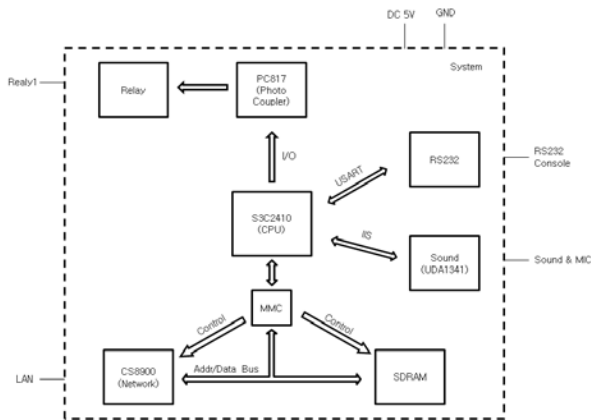 DC 5V
GND
System
Realy1
Relay
PC817
(Photo
Coupler)
I/O
USART
RS232
RS232
Console
S3C2410
(CPU)
IIS
Sound
(UDA1341)
Sound & MIC
MMC
Control
Control
CS8900
(Network)
Addr/Data Bus
SDRAM
LAN